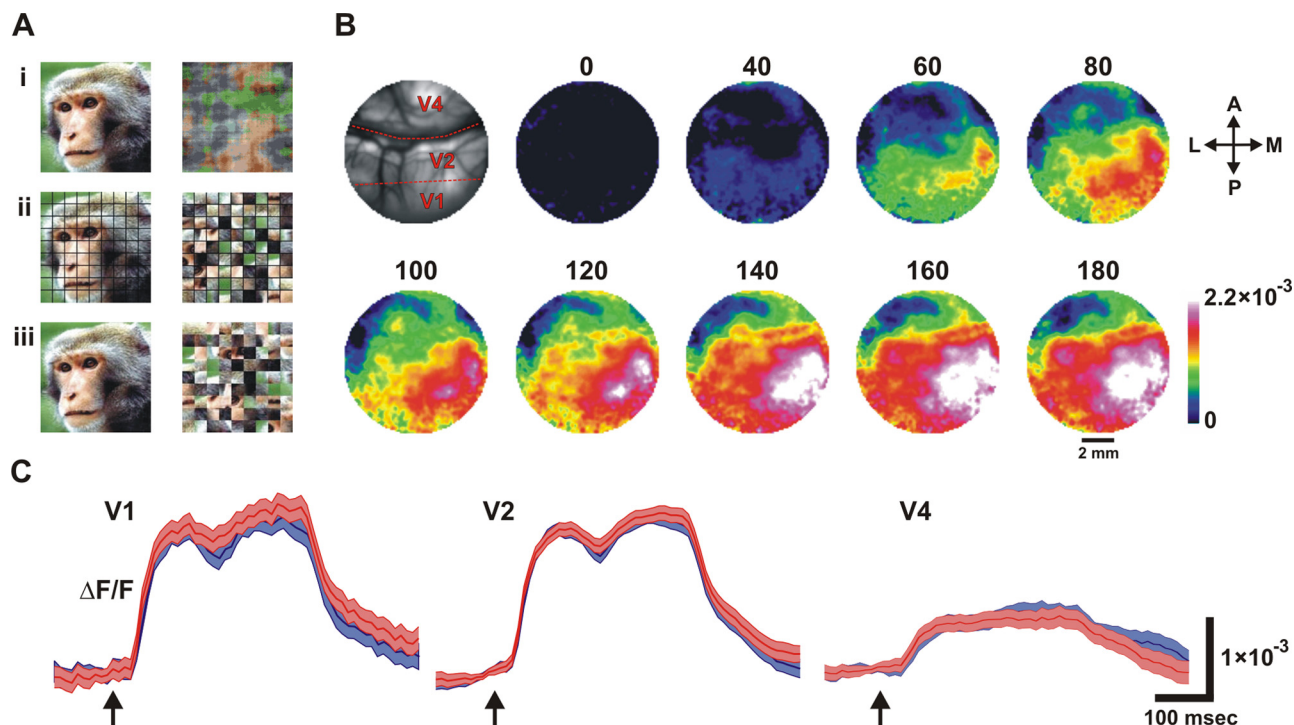 A
i
ii
iii
B
V4
V2
V1
0 40 60 80
A
L M
P
100 120 140 160 180
2.2×10⁻³
0
2 mm
C
V1 V2 V4
ΔF/F
1×10⁻³
100 msec